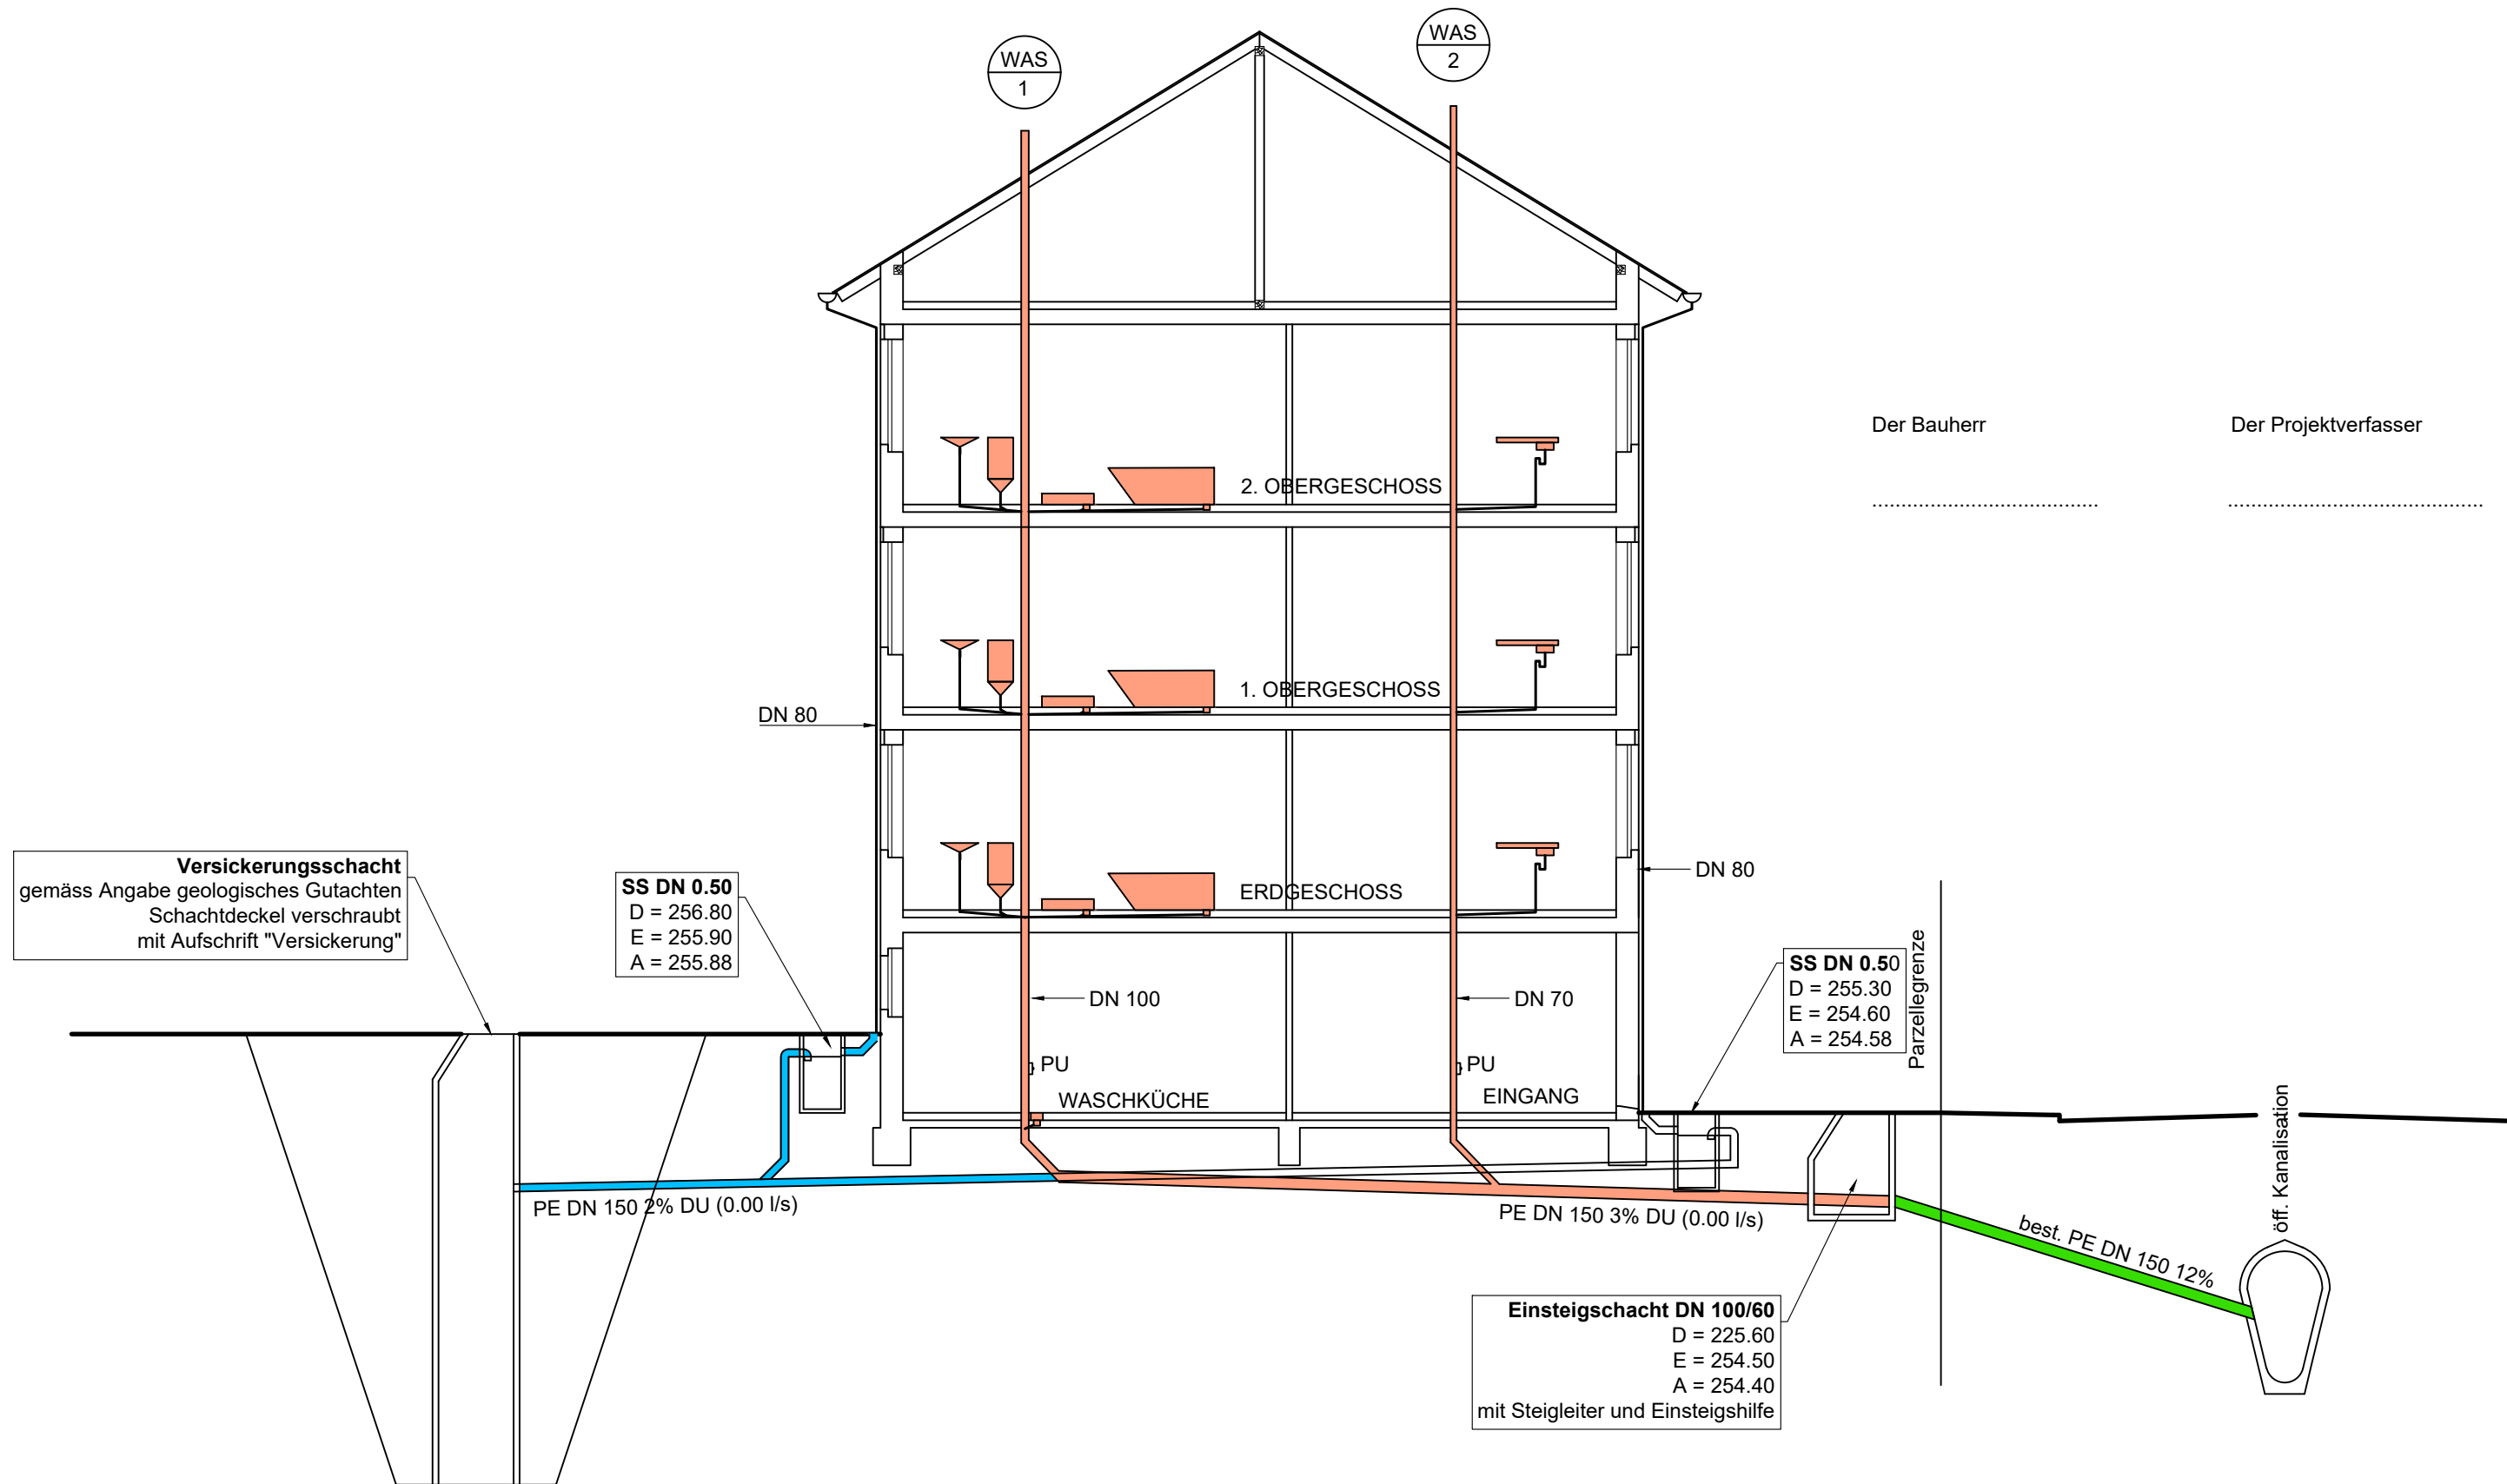 WAS
1
WAS
2
Der Bauherr
Der Projektverfasser
2. OBERGESCHOSS
1. OBERGESCHOSS
DN 80
ERDGESCHOSS
DN 80
Versickerungsschacht
gemäss Angabe geologisches Gutachten
Schachtdeckel verschraubt
mit Aufschrift "Versickerung"
SS DN 0.50
D = 256.80
E = 255.90
A = 255.88
DN 100
DN 70
SS DN 0.50
D = 255.30
E = 254.60
A = 254.58
Parzellegrenze
PU
PU
WASCHKÜCHE
EINGANG
öff. Kanalisation
PE DN 150 2% DU (0.00 l/s)
PE DN 150 3% DU (0.00 l/s)
best. PE DN 150 12%
Einsteigschacht DN 100/60
D = 225.60
E = 254.50
A = 254.40
mit Steigleiter und Einsteigshilfe